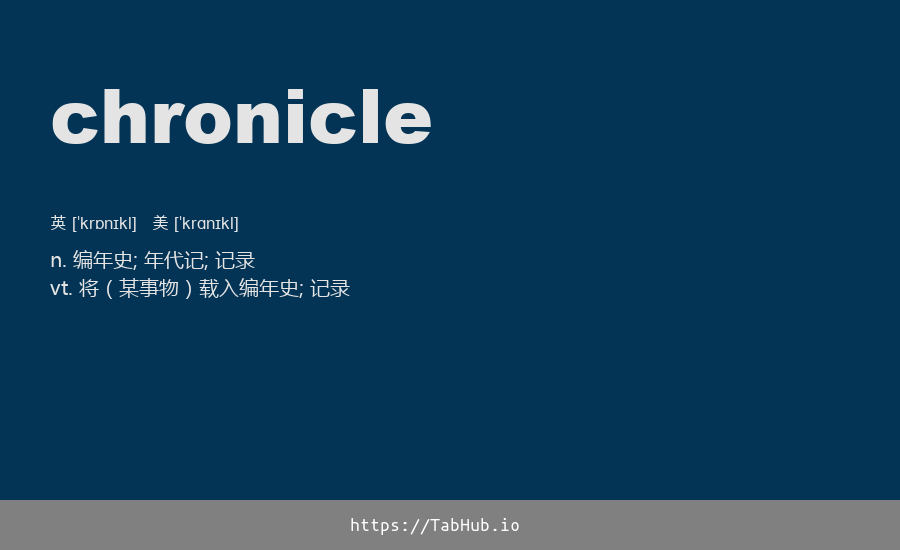 chronicle
英 [ˈkrɒnɪkl] 美 [ˈkrɑnɪkl]
n. 编年史; 年代记; 记录
vt. 将（某事物）载入编年史; 记录
https://TabHub.io